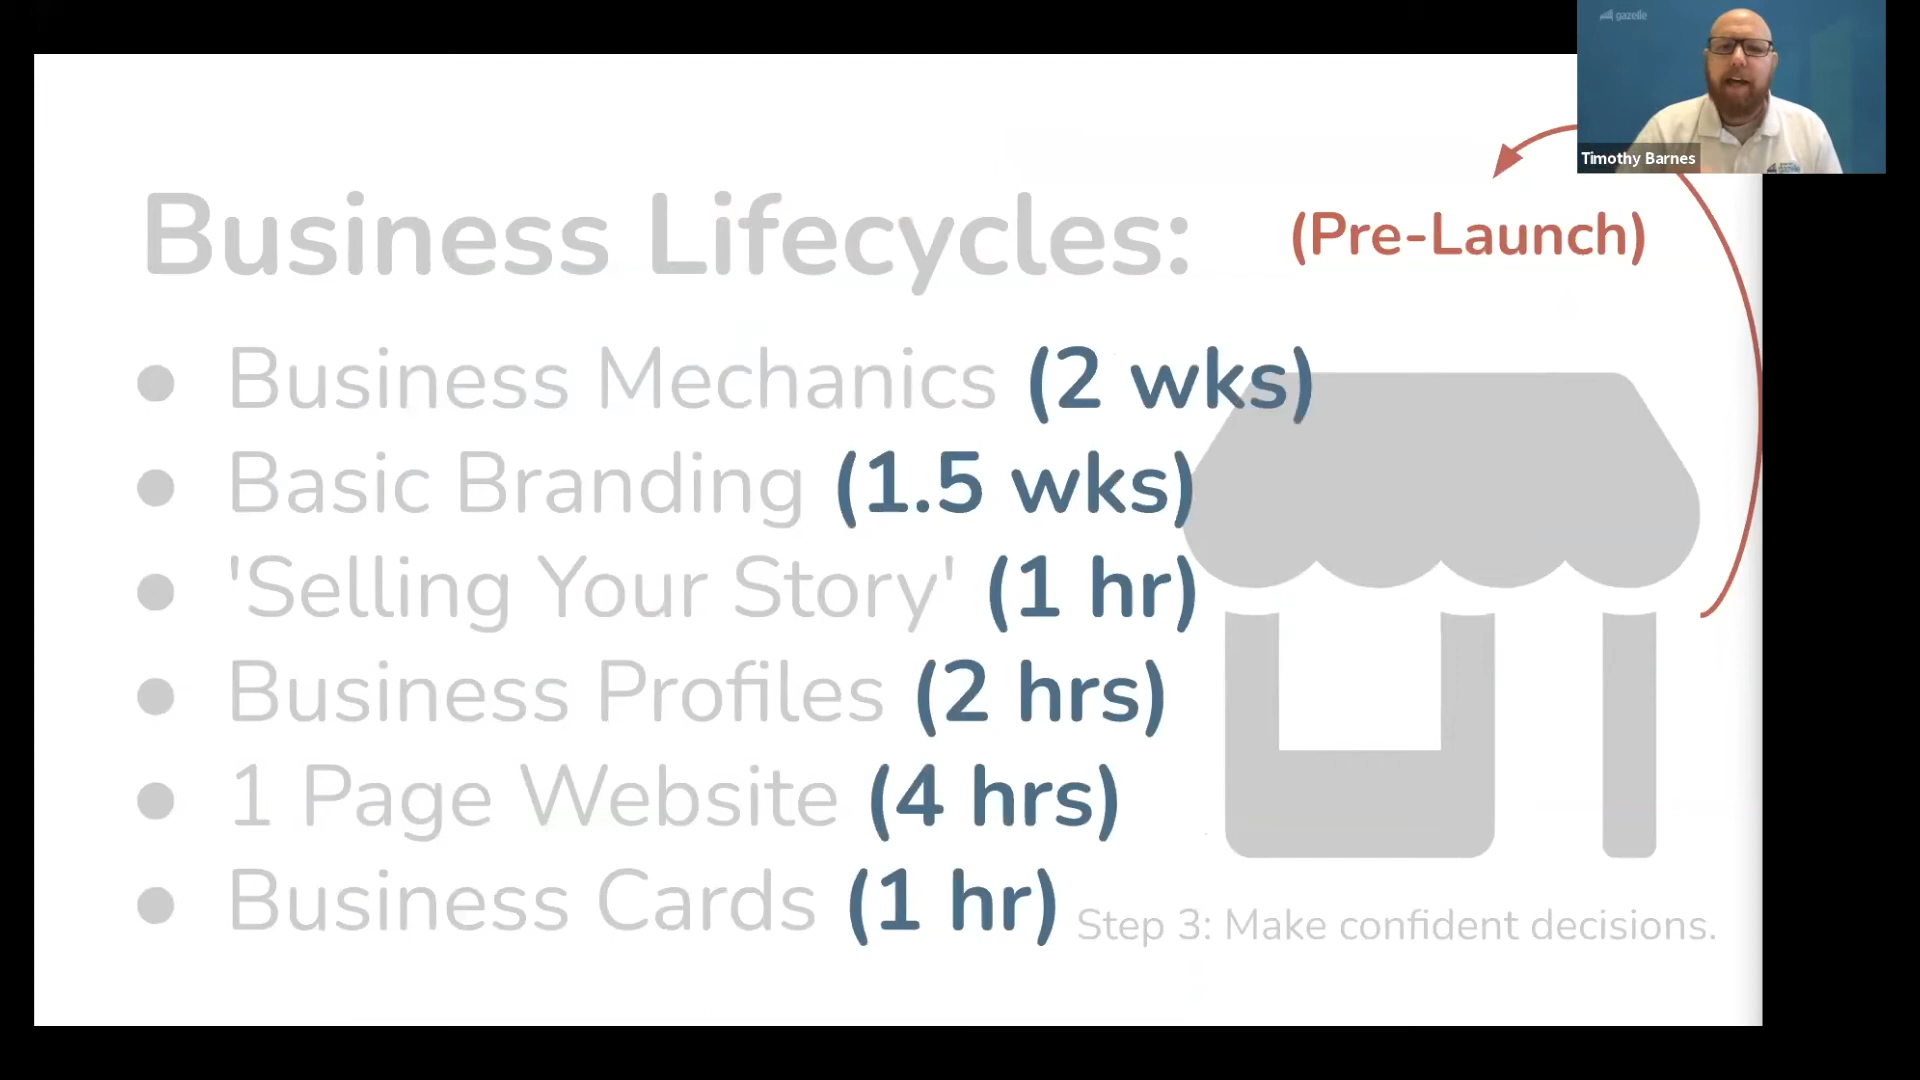 gazelle
Timothy Barnes
Business Lifecycles:
(Pre-Launch)
● Business Mechanics (2 wks)
● Basic Branding (1.5 wks)
● 'Selling Your Story' (1 hr)
● Business Profiles (2 hrs)
● 1 Page Website (4 hrs)
● Business Cards (1 hr)
Step 3: Make confident decisions.